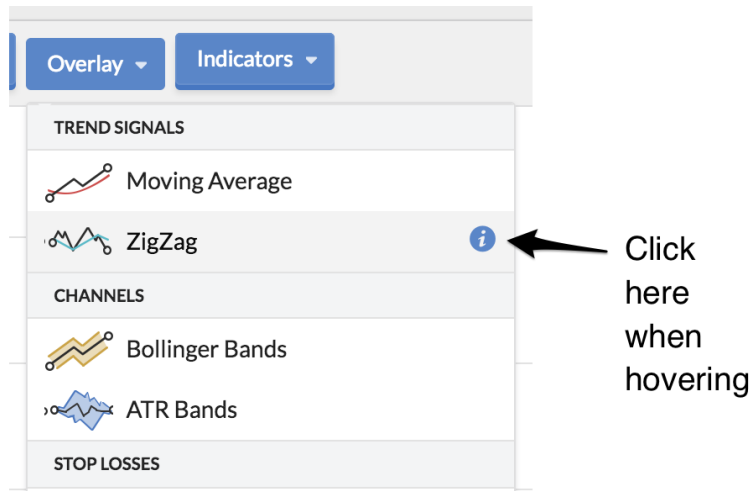 Overlay
Indicators
TREND SIGNALS
Moving Average
ZigZag
i
Click
here
when
hovering
CHANNELS
Bollinger Bands
ATR Bands
STOP LOSSES